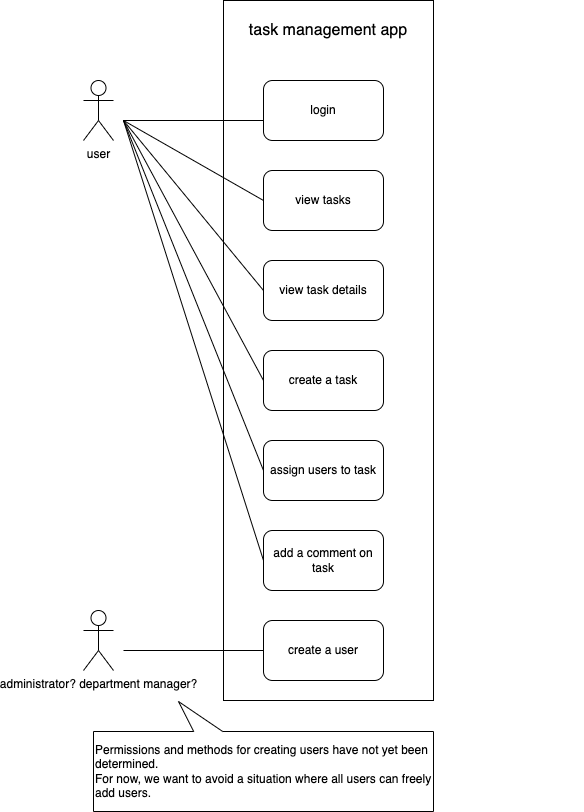 task management app
login
user
view tasks
view task details
create a task
assign users to task
add a comment on
task
create a user
administrator? department manager?
Permissions and methods for creating users have not yet been
determined.
For now, we want to avoid a situation where all users can freely
add users.